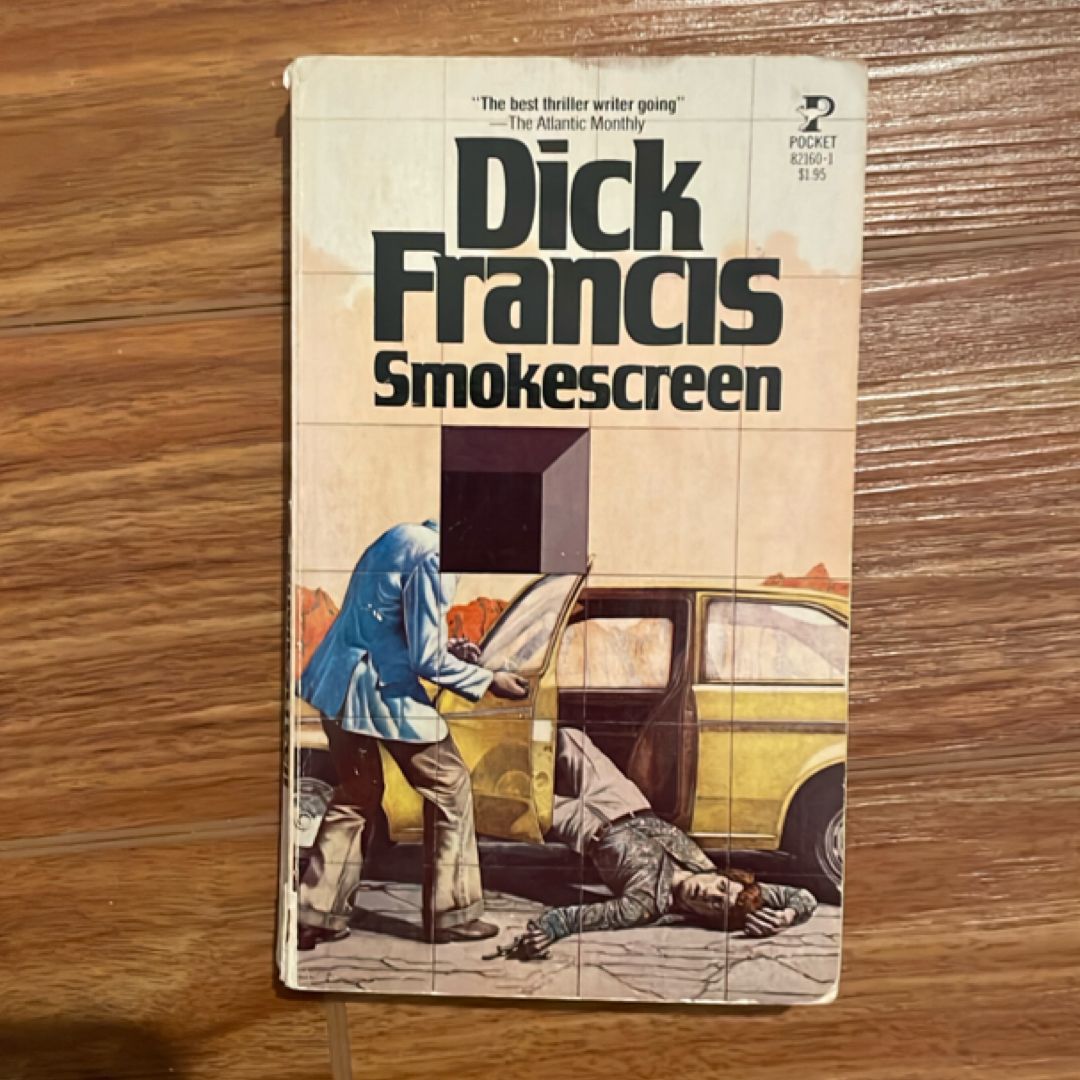 "The best thriller writer going"
—The Atlantic Monthly
POCKET
82160-1
$1.95
Dick
Francis
Smokescreen